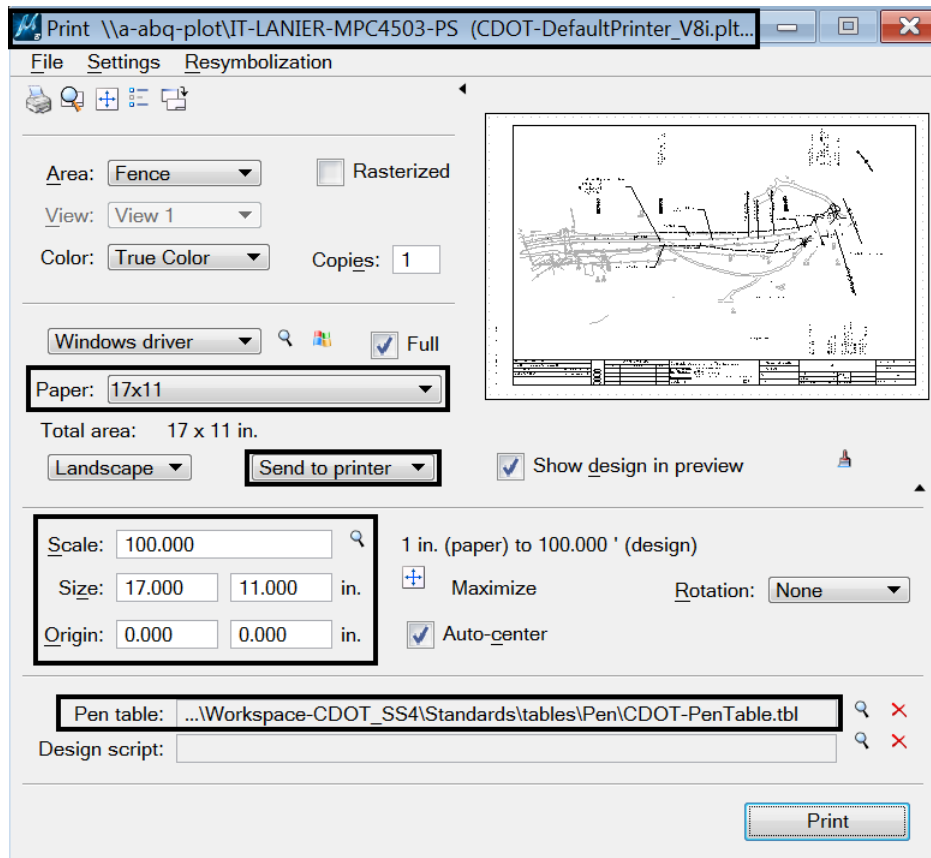 Print \\a-abq-plot\IT-LANIER-MPC4503-PS (CDOT-DefaultPrinter_V8i.plt...
File Settings Resymbolization
Area: Fence Rasterized
View: View 1
Color: True Color Copies: 1
Windows driver Full
Paper: 17x11
Total area: 17 x 11 in.
Landscape Send to printer Show design in preview
Scale: 100.000 1 in. (paper) to 100.000 ' (design)
Size: 17.000 11.000 in. Maximize Rotation: None
Origin: 0.000 0.000 in. Auto-center
Pen table: ...\Workspace-CDOT_SS4\Standards\tables\Pen\CDOT-PenTable.tbl
Design script:
Print